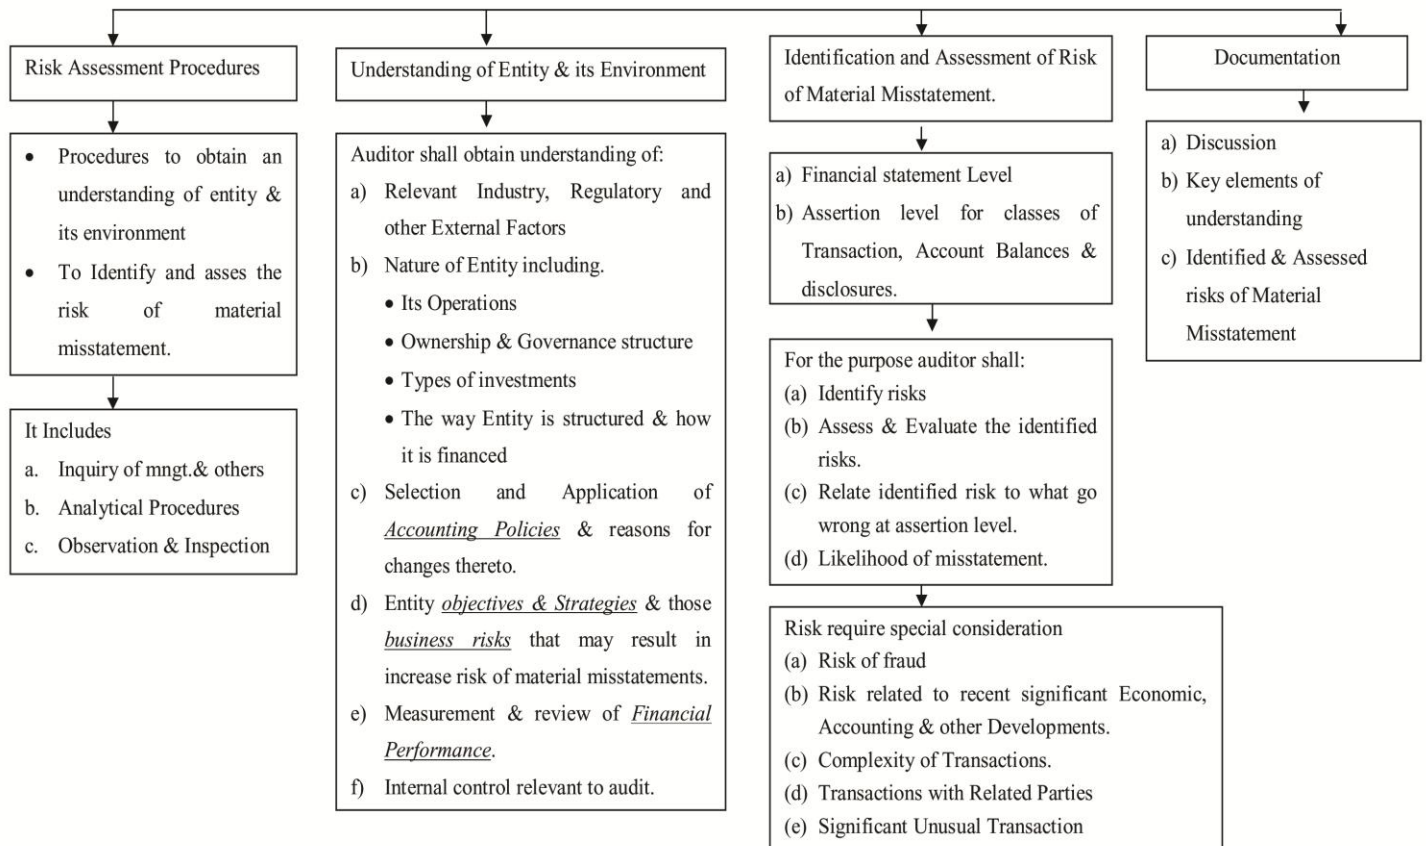 Risk Assessment Procedures
• Procedures to obtain an
understanding of entity &
its environment
• To Identify and asses the
risk of material
misstatement.
It Includes
a. Inquiry of mngt.& others
b. Analytical Procedures
c. Observation & Inspection
Understanding of Entity & its Environment
Auditor shall obtain understanding of:
a) Relevant Industry, Regulatory and
other External Factors
b) Nature of Entity including.
• Its Operations
• Ownership & Governance structure
• Types of investments
• The way Entity is structured & how
it is financed
c) Selection and Application of
Accounting Policies & reasons for
changes thereto.
d) Entity objectives & Strategies & those
business risks that may result in
increase risk of material misstatements.
e) Measurement & review of Financial
Performance.
f) Internal control relevant to audit.
Identification and Assessment of Risk
of Material Misstatement.
a) Financial statement Level
b) Assertion level for classes of
Transaction, Account Balances &
disclosures.
For the purpose auditor shall:
(a) Identify risks
(b) Assess & Evaluate the identified
risks.
(c) Relate identified risk to what go
wrong at assertion level.
(d) Likelihood of misstatement.
Risk require special consideration
(a) Risk of fraud
(b) Risk related to recent significant Economic,
Accounting & other Developments.
(c) Complexity of Transactions.
(d) Transactions with Related Parties
(e) Significant Unusual Transaction
Documentation
a) Discussion
b) Key elements of
understanding
c) Identified & Assessed
risks of Material
Misstatement